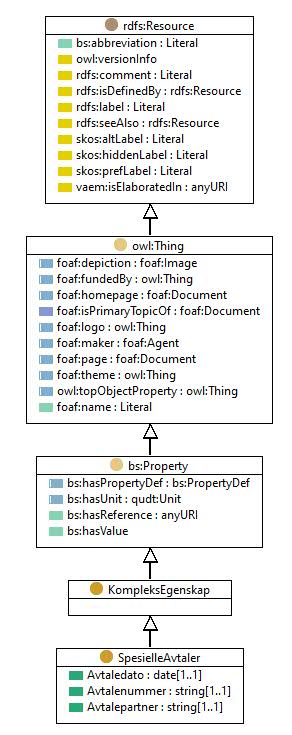 rdfs:Resource
bs:abbreviation : Literal
owl:versionInfo
rdfs:comment : Literal
rdfs:isDefinedBy : rdfs:Resource
rdfs:label : Literal
rdfs:seeAlso : rdfs:Resource
skos:altLabel : Literal
skos:hiddenLabel : Literal
skos:prefLabel : Literal
vaem:isElaboratedIn : anyURI
owl:Thing
foaf:depiction : foaf:Image
foaf:fundedBy : owl:Thing
foaf:homepage : foaf:Document
foaf:isPrimaryTopicOf : foaf:Document
foaf:logo : owl:Thing
foaf:maker : foaf:Agent
foaf:page : foaf:Document
foaf:theme : owl:Thing
owl:topObjectProperty : owl:Thing
foaf:name : Literal
bs:Property
bs:hasPropertyDef : bs:PropertyDef
bs:hasUnit : qudt:Unit
bs:hasReference : anyURI
bs:hasValue
KompleksEgenskap
SpesielleAvtaler
Avtaledato : date[1..1]
Avtalenummer : string[1..1]
Avtalepartner : string[1..1]